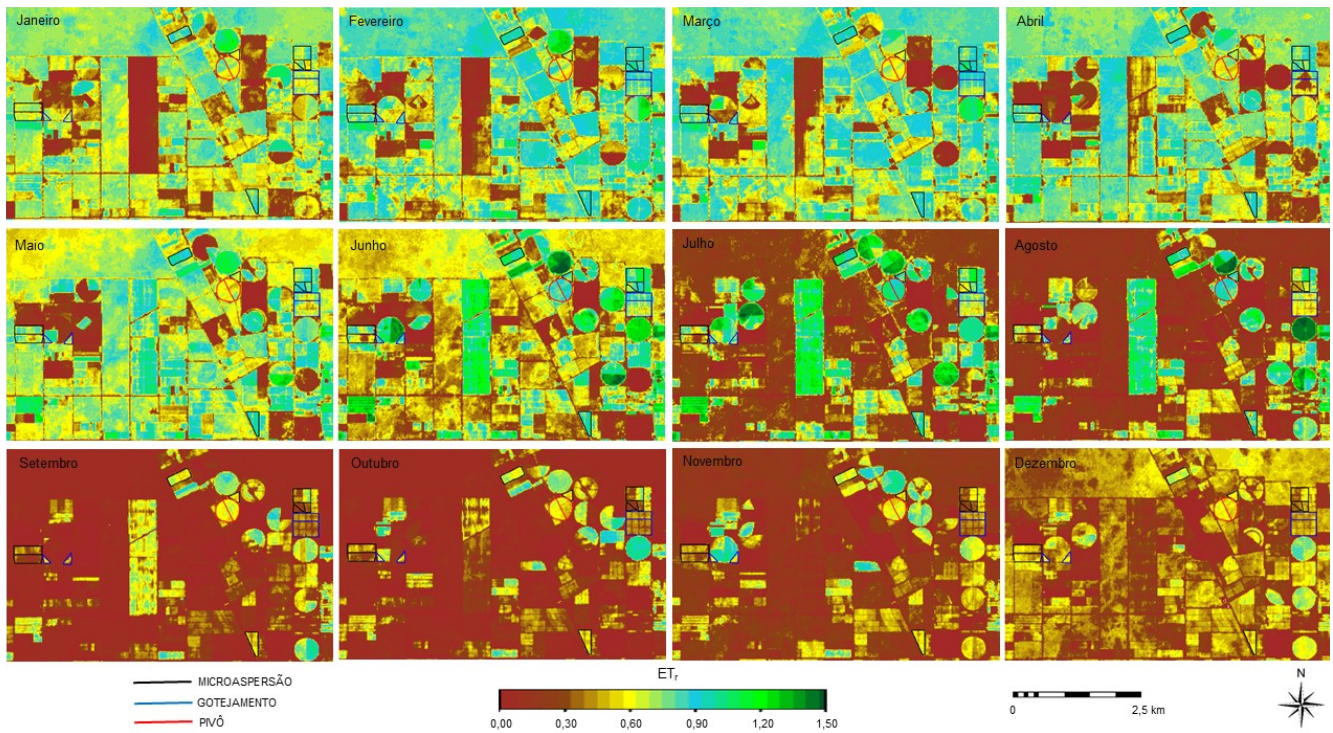 Janeiro
Fevereiro
Março
Abril
Maio
Junho
Julho
Agosto
Setembro
Outubro
Novembro
Dezembro
MICROASPERSÃO
GOTEJAMENTO
PIVÔ
ETr
0,00 0,30 0,60 0,90 1,20 1,50
0 2,5 km
N